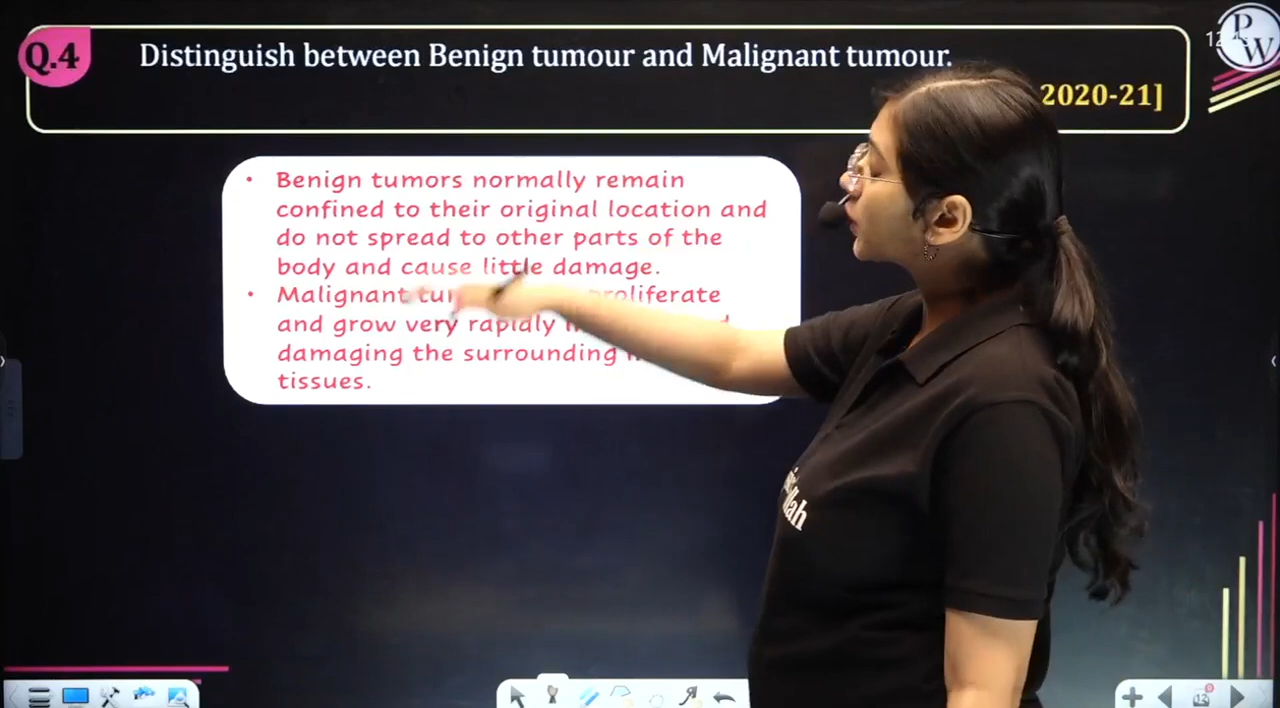 Q.4
Distinguish between Benign tumour and Malignant tumour.
2020-21]
P
W
• Benign tumors normally remain
confined to their original location and
do not spread to other parts of the
body and cause little damage.
• Malignant proliferate
and grow very rapidly
damaging the surrounding
tissues.